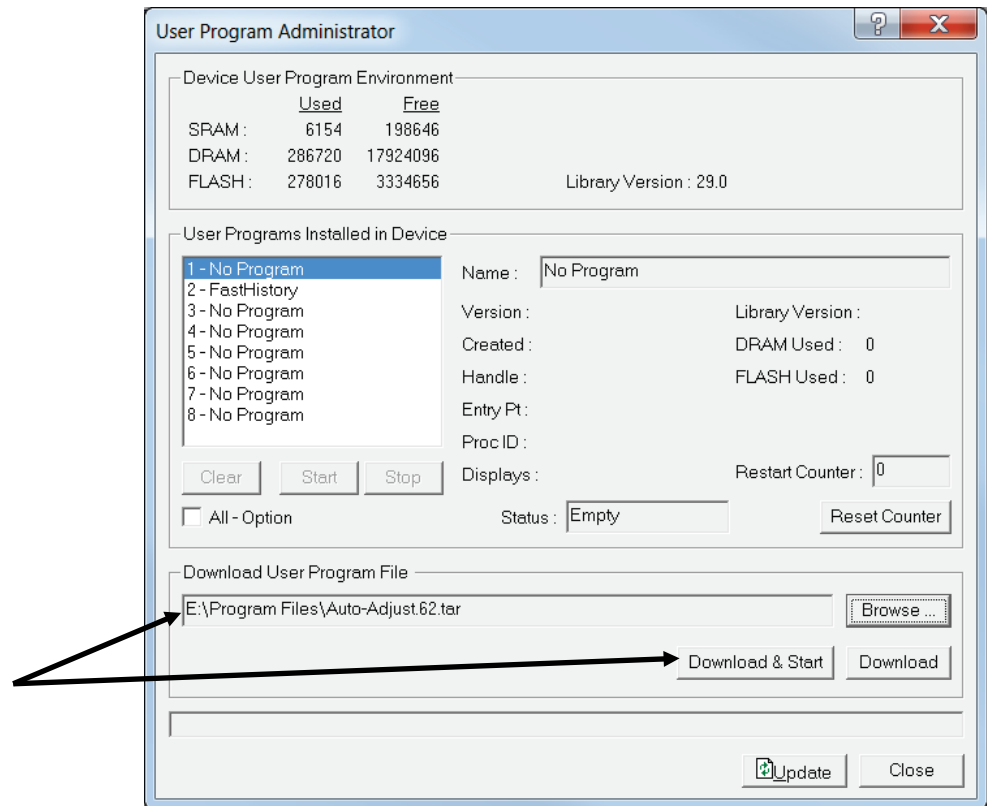 User Program Administrator
Device User Program Environment
Used Free
SRAM : 6154 198646
DRAM : 286720 17924096
FLASH : 278016 3334656 Library Version : 29.0
User Programs Installed in Device
1 - No Program
2 - FastHistory
3 - No Program
4 - No Program
5 - No Program
6 - No Program
7 - No Program
8 - No Program
Name : No Program
Version : Library Version :
Created : DRAM Used : 0
Handle : FLASH Used : 0
Entry Pt :
Proc ID :
Displays : Restart Counter : 0
Clear Start Stop
All - Option Status : Empty Reset Counter
Download User Program File
E:\Program Files\Auto-Adjust.62.tar Browse ...
Download & Start Download
Update Close